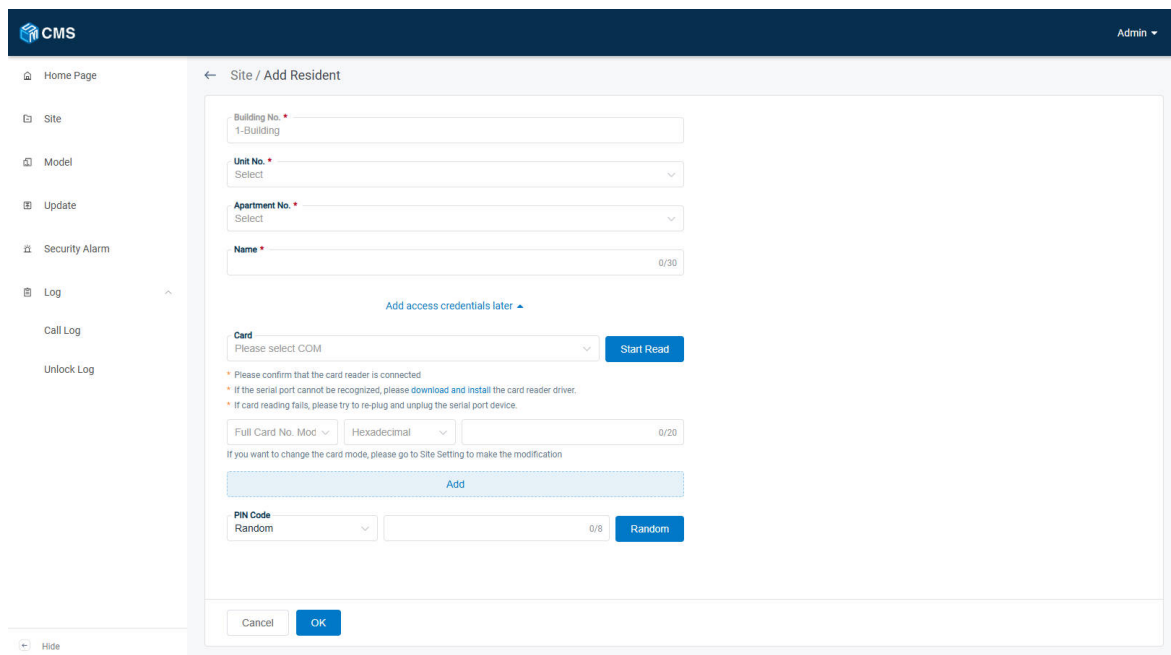 CMS
Admin
Home Page
Site / Add Resident
Site
Model
Update
Security Alarm
Log
Call Log
Unlock Log
Hide
Building No. *
1-Building
Unit No. *
Select
Apartment No. *
Select
Name *
0/30
Add access credentials later
Card
Please select COM
Start Read
* Please confirm that the card reader is connected
* If the serial port cannot be recognized, please download and install the card reader driver.
* If card reading fails, please try to re-plug and unplug the serial port device.
Full Card No. Mod
Hexadecimal
0/20
If you want to change the card mode, please go to Site Setting to make the modification
Add
PIN Code
Random
0/8
Random
Cancel
OK